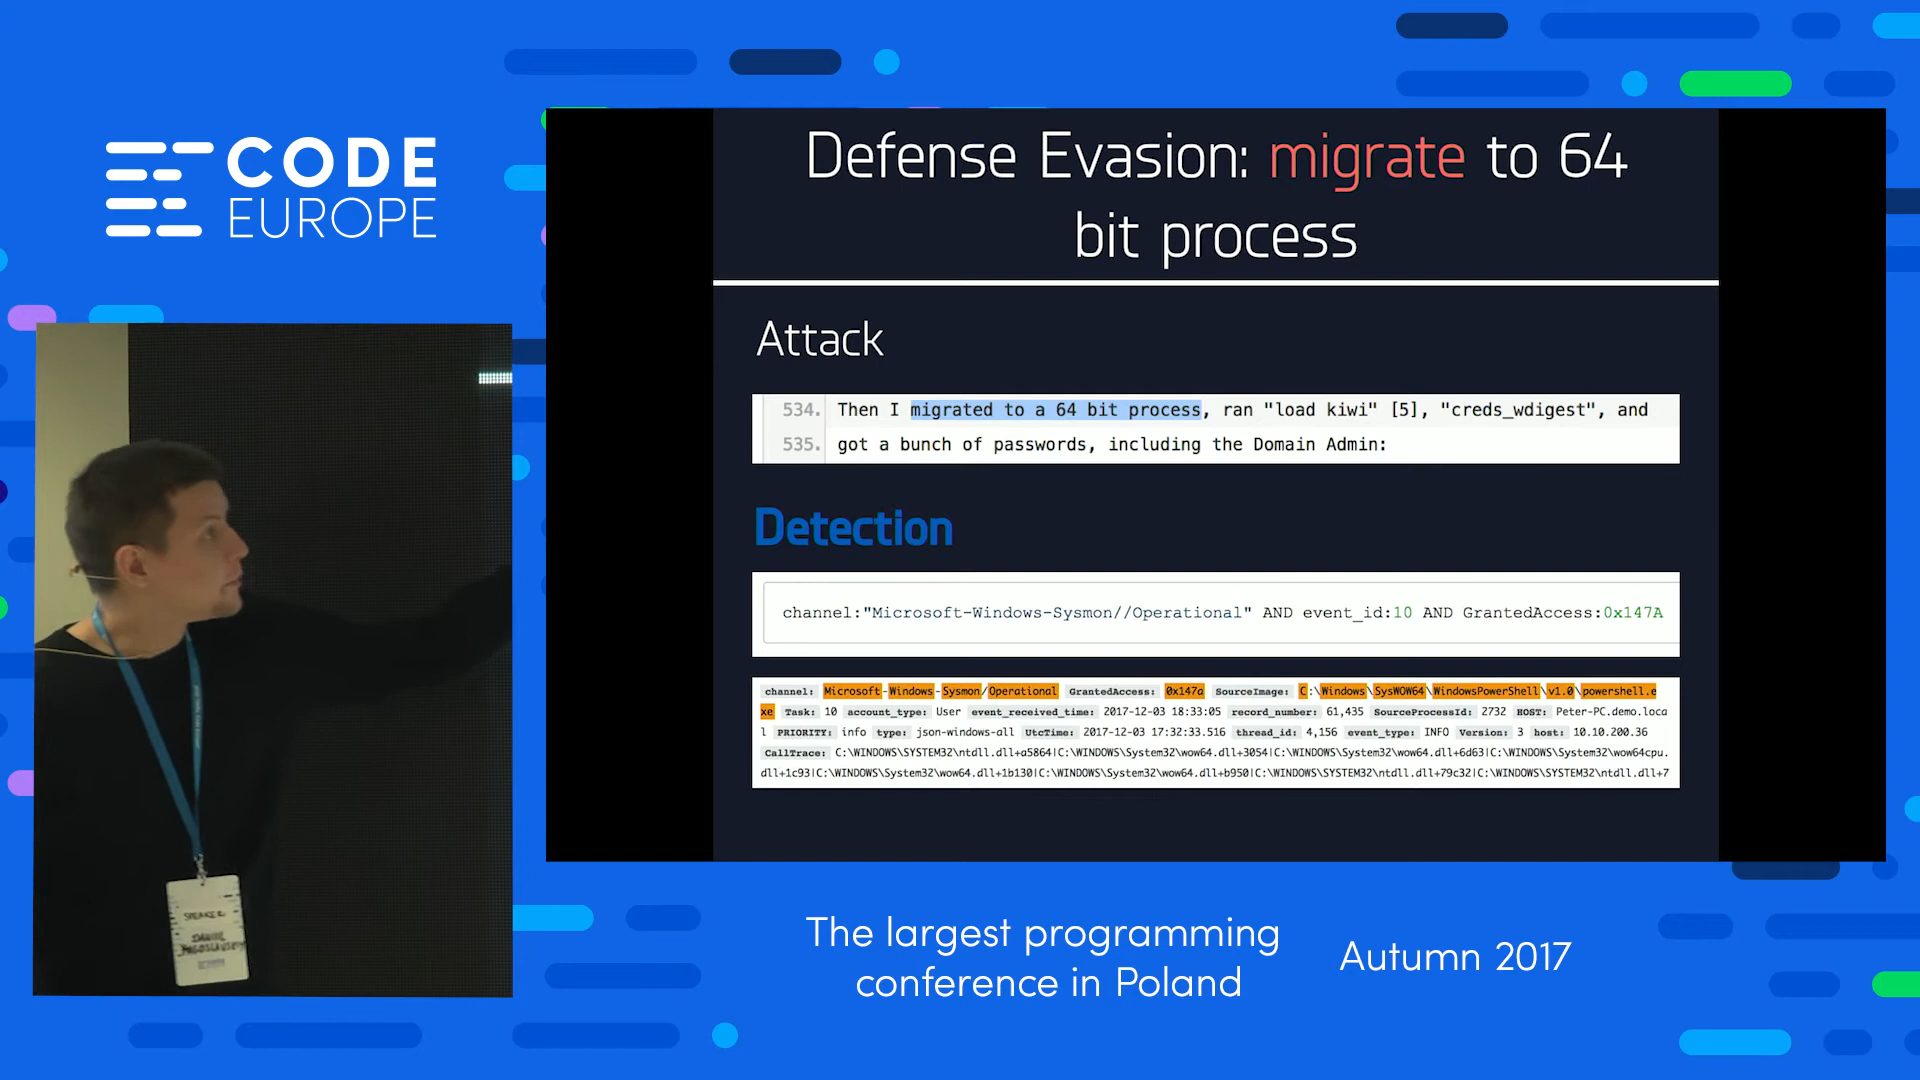 CODE
EUROPE
Defense Evasion: migrate to 64
bit process
Attack
534. Then I migrated to a 64 bit process, ran "load kiwi" [5], "creds_wdigest", and
535. got a bunch of passwords, including the Domain Admin:
Detection
channel:"Microsoft-Windows-Sysmon//Operational" AND event_id:10 AND GrantedAccess:0x147A
channel: Microsoft-Windows-Sysmon/Operational GrantedAccess: 0x147a SourceImage: C:\Windows\SysWOW64\WindowsPowerShell\v1.0\powershell.e
xe Task: 10 account_type: User event_received_time: 2017-12-03 18:33:05 record_number: 61,435 SourceProcessId: 2732 HOST: Peter-PC.demo.loca
l PRIORITY: info type: json-windows-all UtcTime: 2017-12-03 17:32:33.516 thread_id: 4,156 event_type: INFO Version: 3 host: 10.10.200.36
CallTrace: C:\WINDOWS\SYSTEM32\ntdll.dll+a5864|C:\WINDOWS\System32\wow64.dll+3054|C:\WINDOWS\System32\wow64.dll+6d63|C:\WINDOWS\System32\wow64cpu.
dll+1c93|C:\WINDOWS\System32\wow64.dll+1b130|C:\WINDOWS\System32\wow64.dll+b950|C:\WINDOWS\SYSTEM32\ntdll.dll+79c32|C:\WINDOWS\SYSTEM32\ntdll.dll+7
SPEAKER
The largest programming
conference in Poland
Autumn 2017